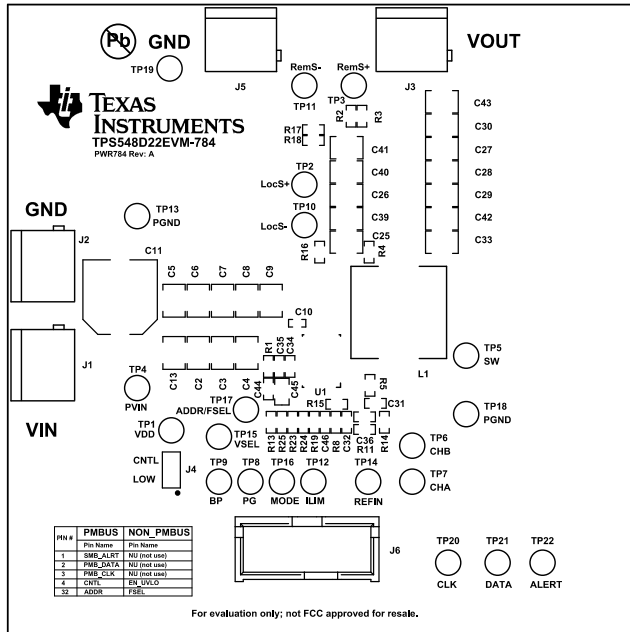 Pb
GND
VOUT
TP19
J5
RemS-
RemS+
J3
TP11
TP3
TEXAS
INSTRUMENTS
TPS548D22EVM-784
PWR784 Rev: A
R2
R3
R17
R18
C43
C30
C41
C27
TP2
C40
C28
LocS+
C26
C29
TP10
C39
C42
LocS-
C25
C33
R16
R4
GND
TP13
PGND
J2
C11
C5
C6
C7
C8
C9
C10
J1
VIN
TP4
PVIN
C13
C2
C3
C4
R1
C35
C34
C44
C45
U1
L1
TP5
SW
R5
TP17
ADDR/FSEL
R15
C31
TP18
PGND
TP1
VDD
TP15
VSEL
R13
R25
R23
R24
R19
C46
R8
C32
C36
R11
R14
TP6
CHB
CNTL
J4
LOW
TP9
BP
TP8
PG
TP16
MODE
TP12
ILIM
TP14
REFIN
TP7
CHA
PIN # PMBUS NON_PMBUS
Pin Name Pin Name
1 SMB_ALRT NU (not use)
2 PMB_DATA NU (not use)
3 PMB_CLK NU (not use)
4 CNTL EN_UVLO
32 ADDR FSEL
J6
TP20
CLK
TP21
DATA
TP22
ALERT
For evaluation only; not FCC approved for resale.